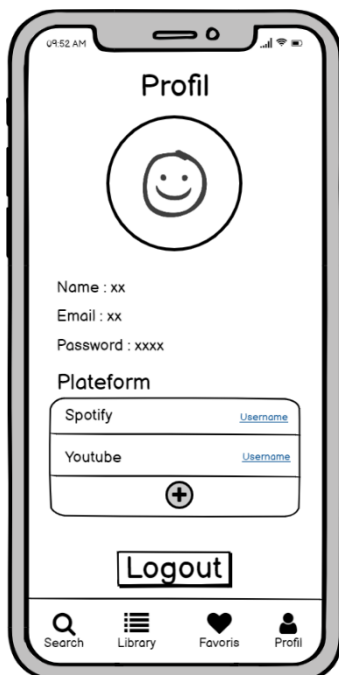 09:52 AM
Profil
Name : xx
Email : xx
Password : xxxx
Plateform
Spotify Username
Youtube Username
Logout
Search Library Favoris Profil